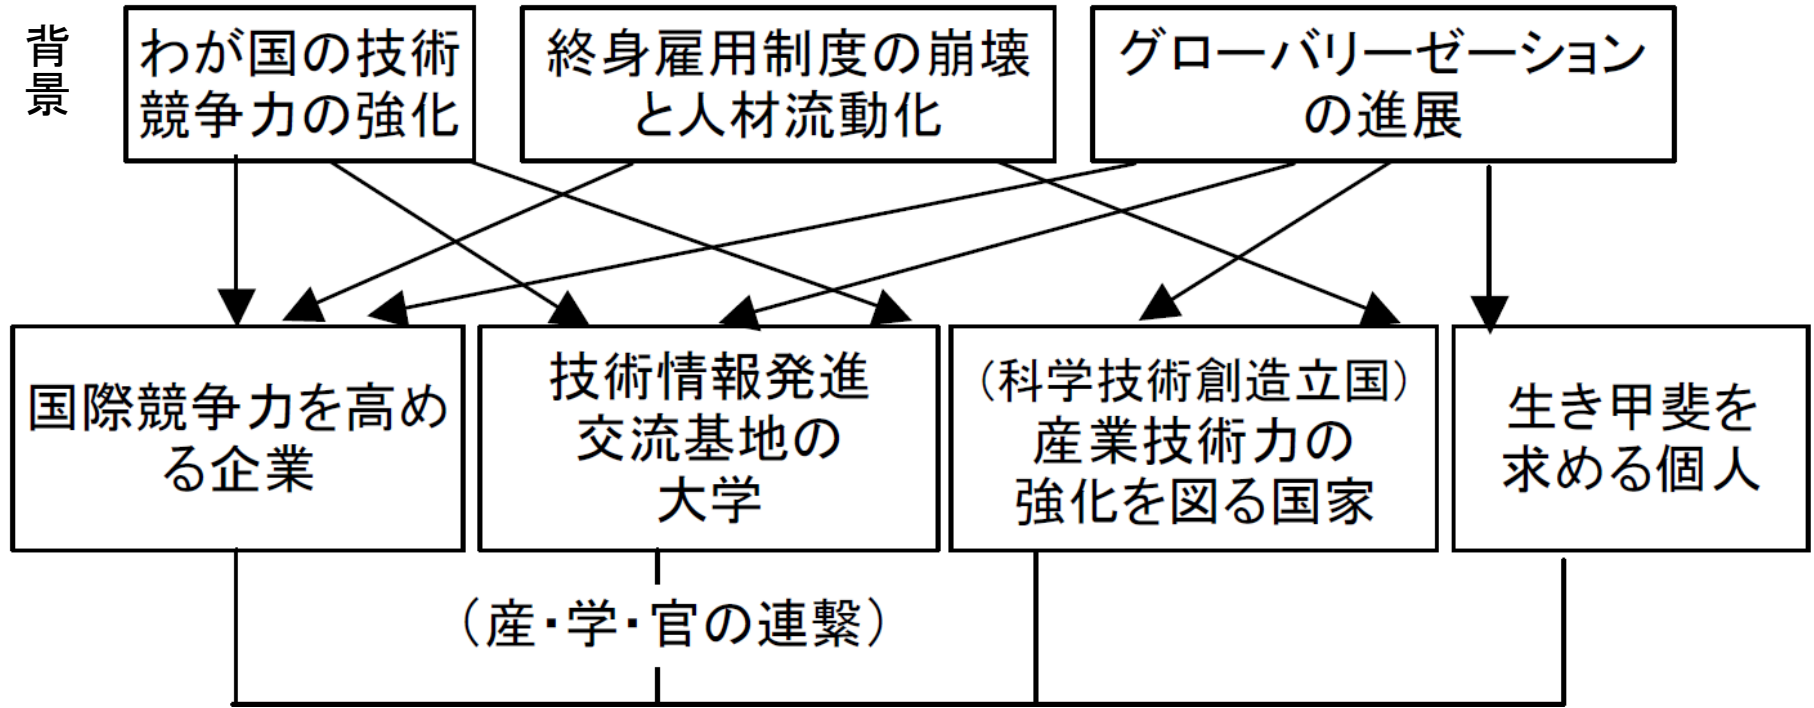 背景
わが国の技術
競争力の強化
終身雇用制度の崩壊
と人材流動化
グローバリーゼーション
の進展
国際競争力を高め
る企業
技術情報発進
交流基地の
大学
（科学技術創造立国）
産業技術力の
強化を図る国家
生き甲斐を
求める個人
（産・学・官の連繋）